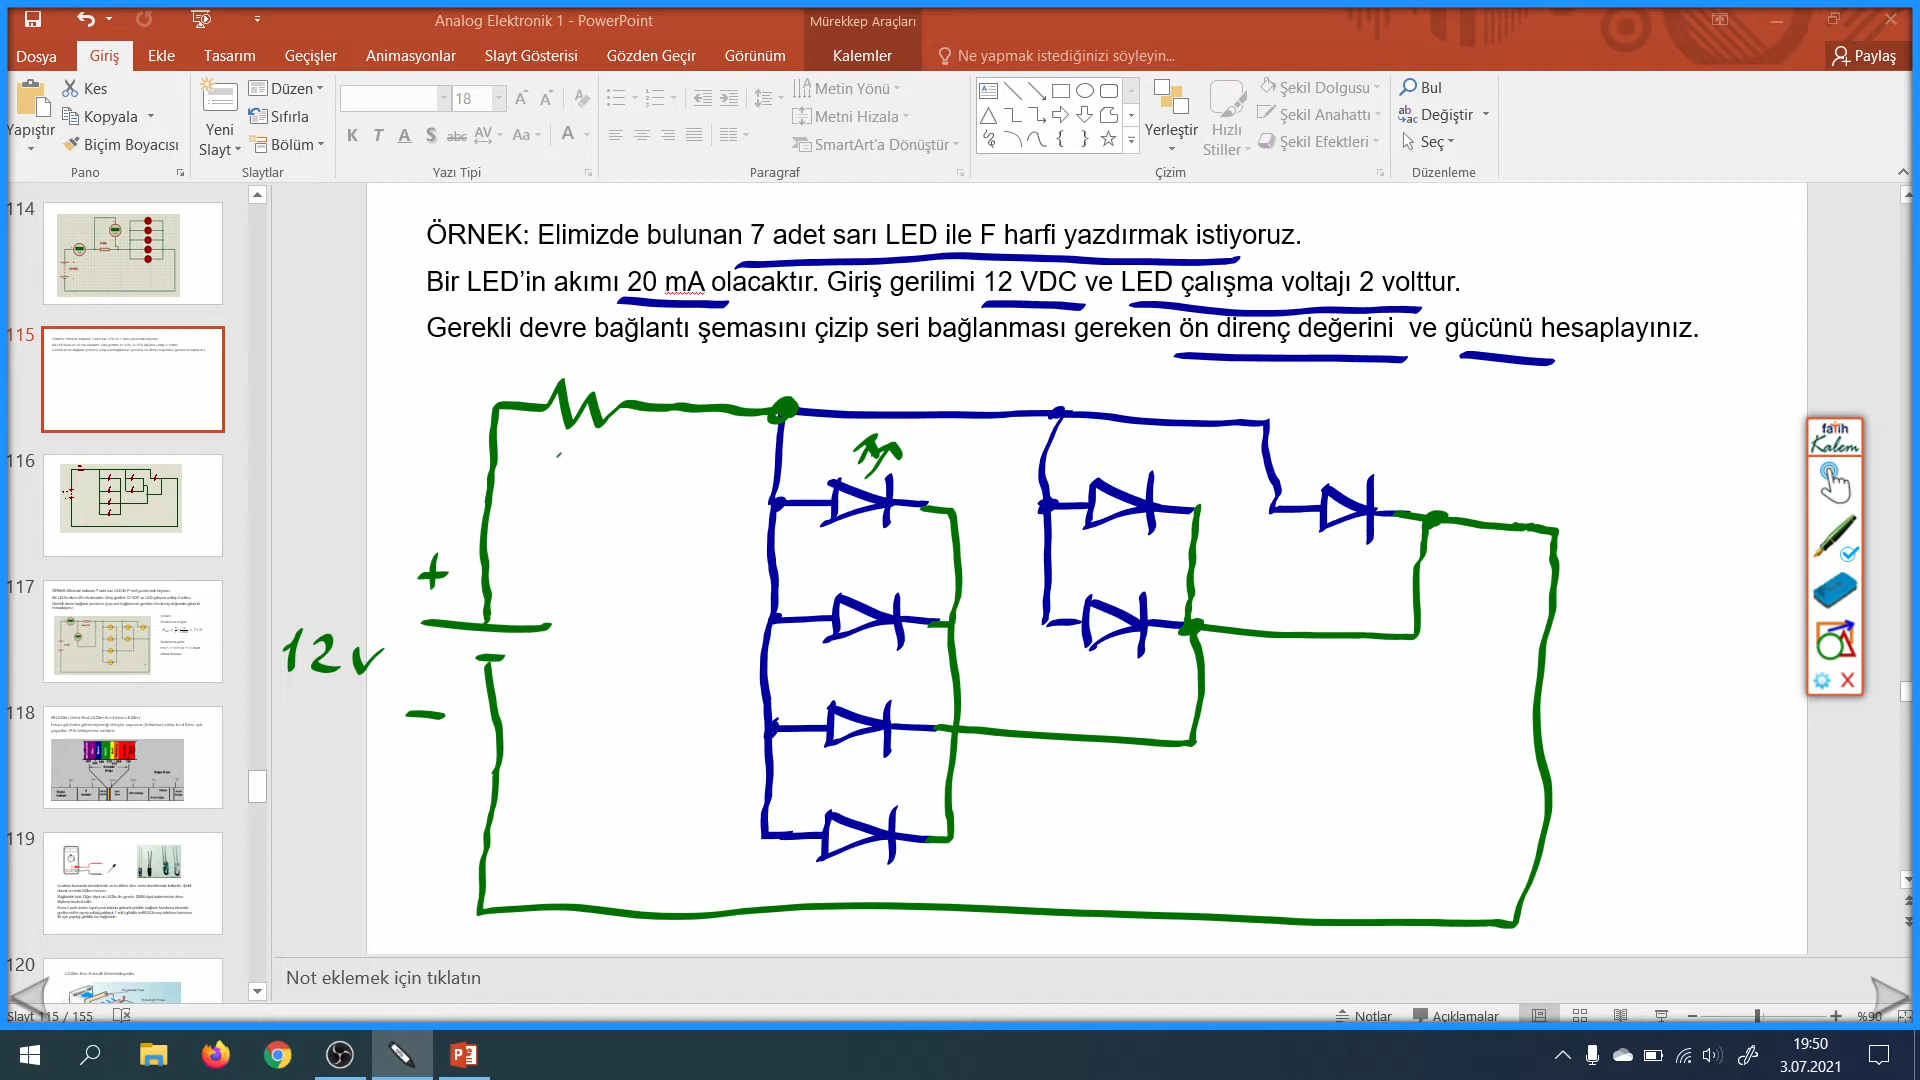 Analog Elektronik 1 - PowerPoint
Mürekkep Araçları
Dosya Giriş Ekle Tasarım Geçişler Animasyonlar Slayt Gösterisi Gözden Geçir Görünüm Kalemler Ne yapmak istediğinizi söyleyin... Paylaş
Yapıştır
Kes
Kopyala
Biçim Boyacısı
Pano
Yeni Slayt
Düzen
Sıfırla
Bölüm
Slaytlar
18
K T A S abc AV Aa A
Yazı Tipi
Metin Yönü
Metni Hizala
SmartArt'a Dönüştür
Paragraf
Yerleştir
Hızlı Stiller
Şekil Dolgusu
Şekil Anahattı
Şekil Efektleri
Çizim
Bul
Değiştir
Seç
Düzenleme
114
115
116
117
118
119
120
ÖRNEK: Elimizde bulunan 7 adet sarı LED ile F harfi yazdırmak istiyoruz.
Bir LED'in akımı 20 mA olacaktır. Giriş gerilimi 12 VDC ve LED çalışma voltajı 2 volttur.
Gerekli devre bağlantı şemasını çizip seri bağlanması gereken ön direnç değerini ve gücünü hesaplayınız.
+
12v
-
fatih
Kalem
Not eklemek için tıklatın
Slayt 115 / 155
Notlar
Açıklamalar
%90
19:50
3.07.2021